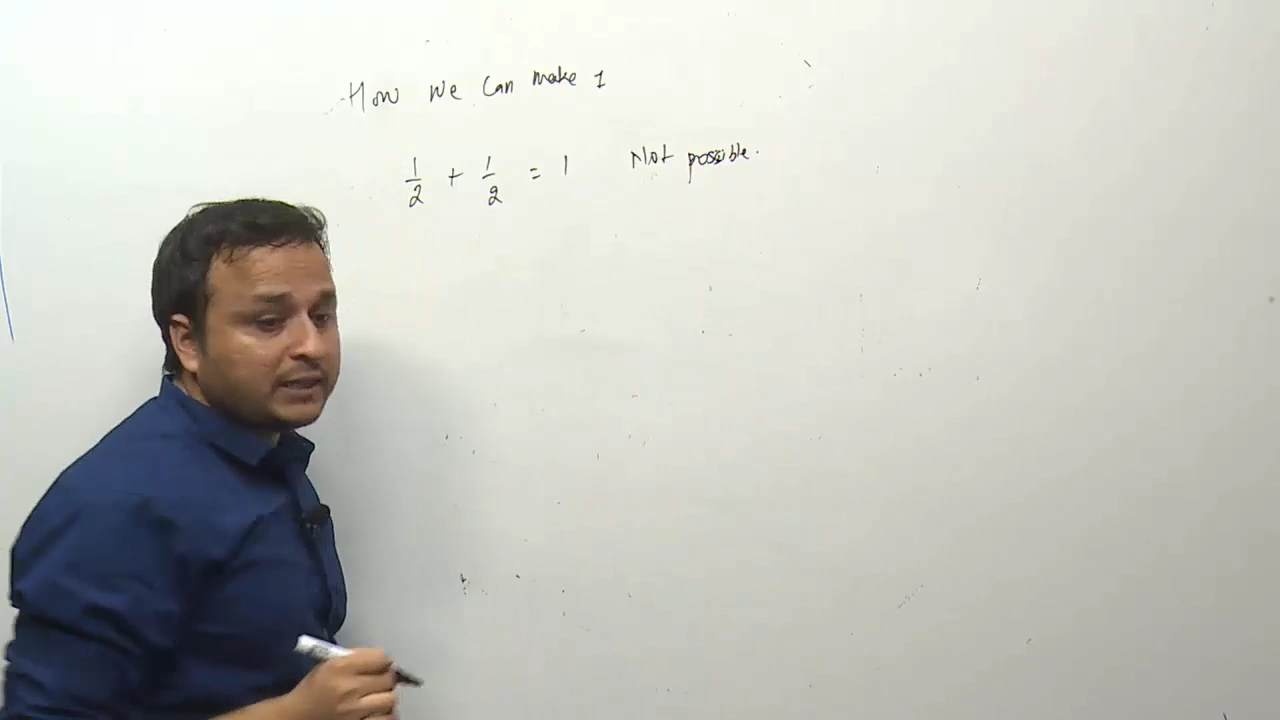 How we can make 1
1/2 + 1/2 = 1 Not possible.